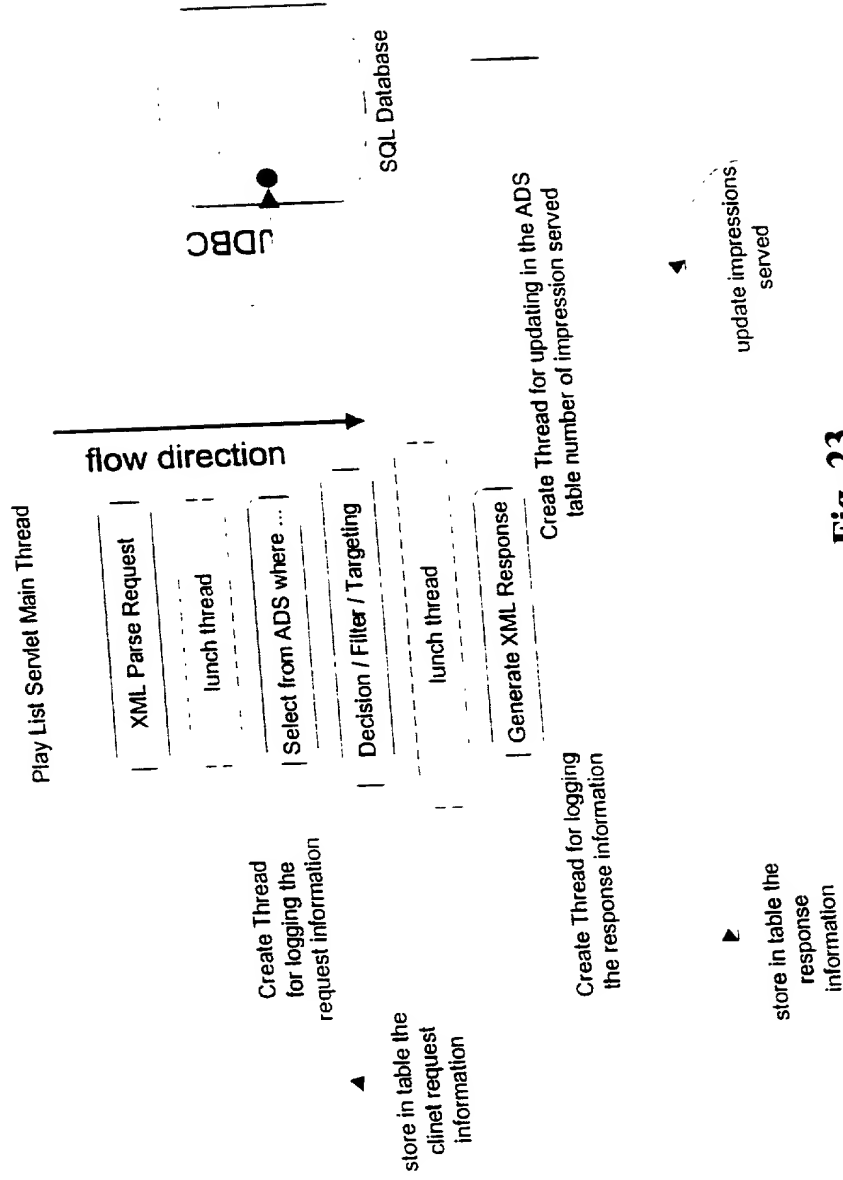 Play List Servlet Main Thread
XML Parse Request
lunch thread
Select from ADS where ...
Decision / Filter / Targeting
lunch thread
Generate XML Response
flow direction
JDBC
SQL Database
Create Thread
for logging the
request information
store in table the
clinet request
information
Create Thread for logging
the response information
store in table the
response
information
Create Thread for updating in the ADS
table number of impression served
update impressions
served
Fig. 23